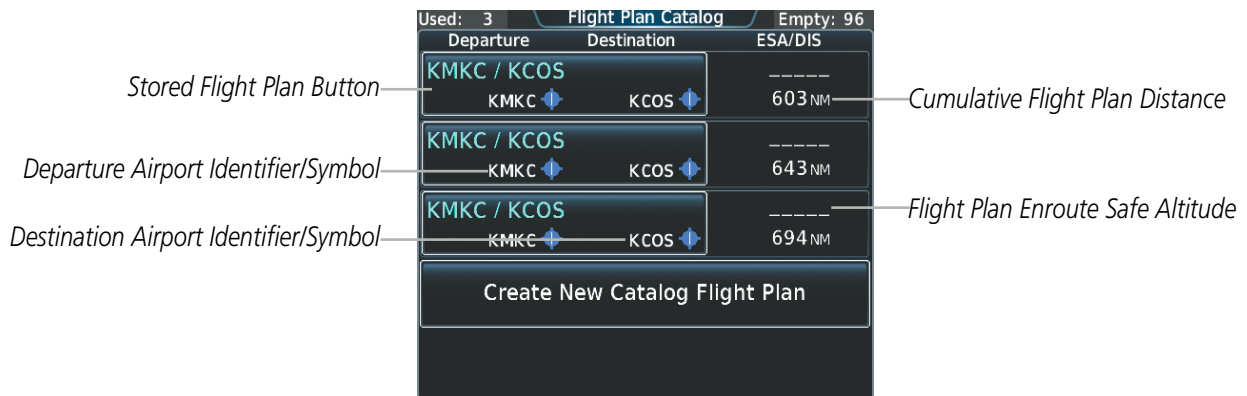 Used: 3 Flight Plan Catalog Empty: 96
Departure Destination ESA/DIS
KMKC / KCOS _____
Stored Flight Plan Button KMKC KCOS 603NM Cumulative Flight Plan Distance
KMKC / KCOS _____
Departure Airport Identifier/Symbol KMKC KCOS 643NM
KMKC / KCOS _____ Flight Plan Enroute Safe Altitude
Destination Airport Identifier/Symbol KMKC KCOS 694NM
Create New Catalog Flight Plan